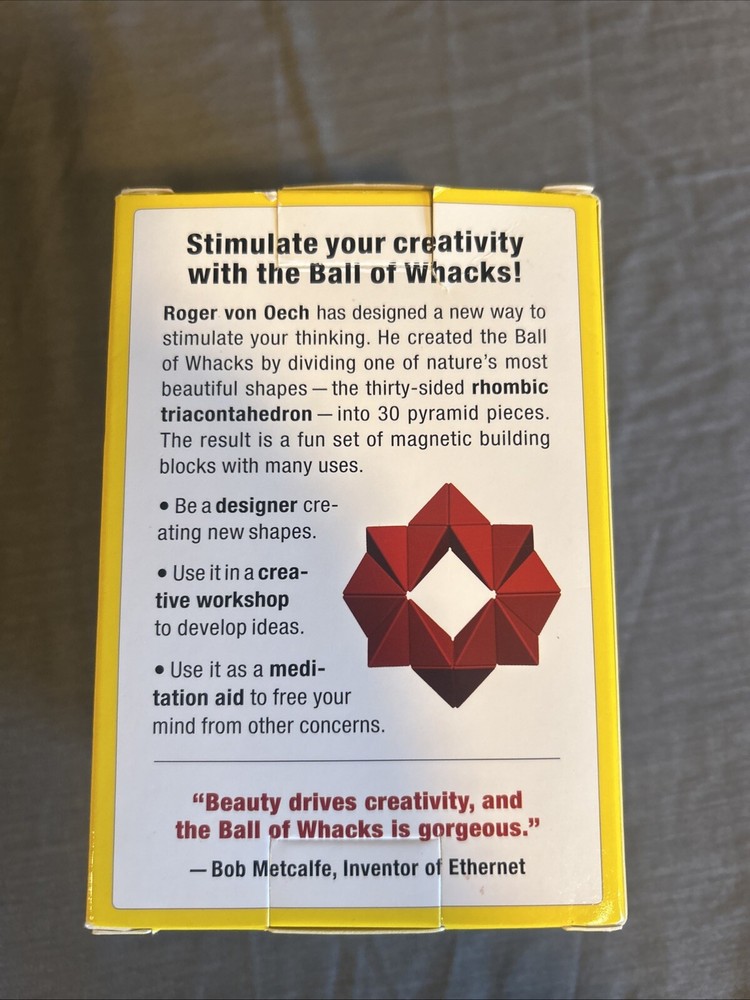 Stimulate your creativity
with the Ball of Whacks!
Roger von Oech has designed a new way to
stimulate your thinking. He created the Ball
of Whacks by dividing one of nature's most
beautiful shapes — the thirty-sided rhombic
triacontahedron — into 30 pyramid pieces.
The result is a fun set of magnetic building
blocks with many uses.
• Be a designer cre-
ating new shapes.
• Use it in a crea-
tive workshop
to develop ideas.
• Use it as a medi-
tation aid to free your
mind from other concerns.
“Beauty drives creativity, and
the Ball of Whacks is gorgeous.”
— Bob Metcalfe, Inventor of Ethernet